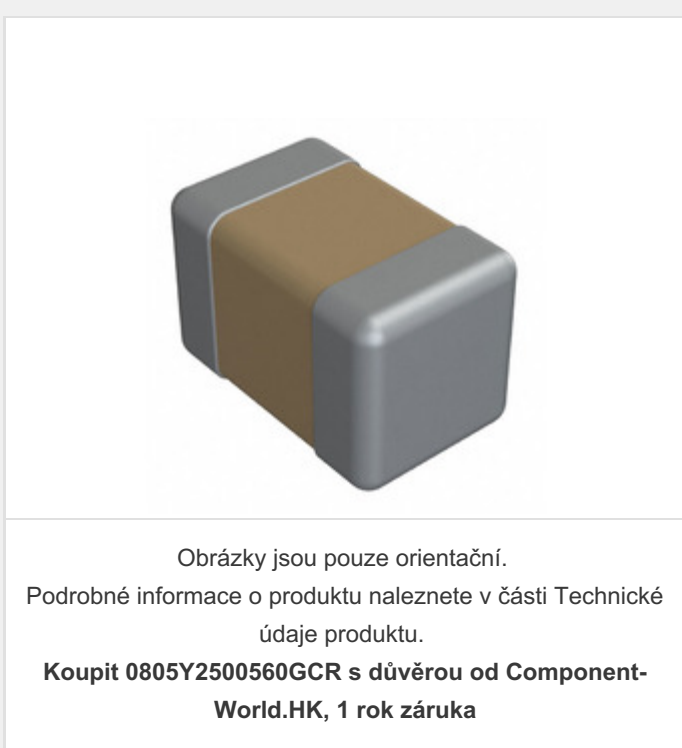 Obrázky jsou pouze orientační.
Podrobné informace o produktu naleznete v části Technické
údaje produktu.
Koupit 0805Y2500560GCR s důvěrou od Component-
World.HK, 1 rok záruka